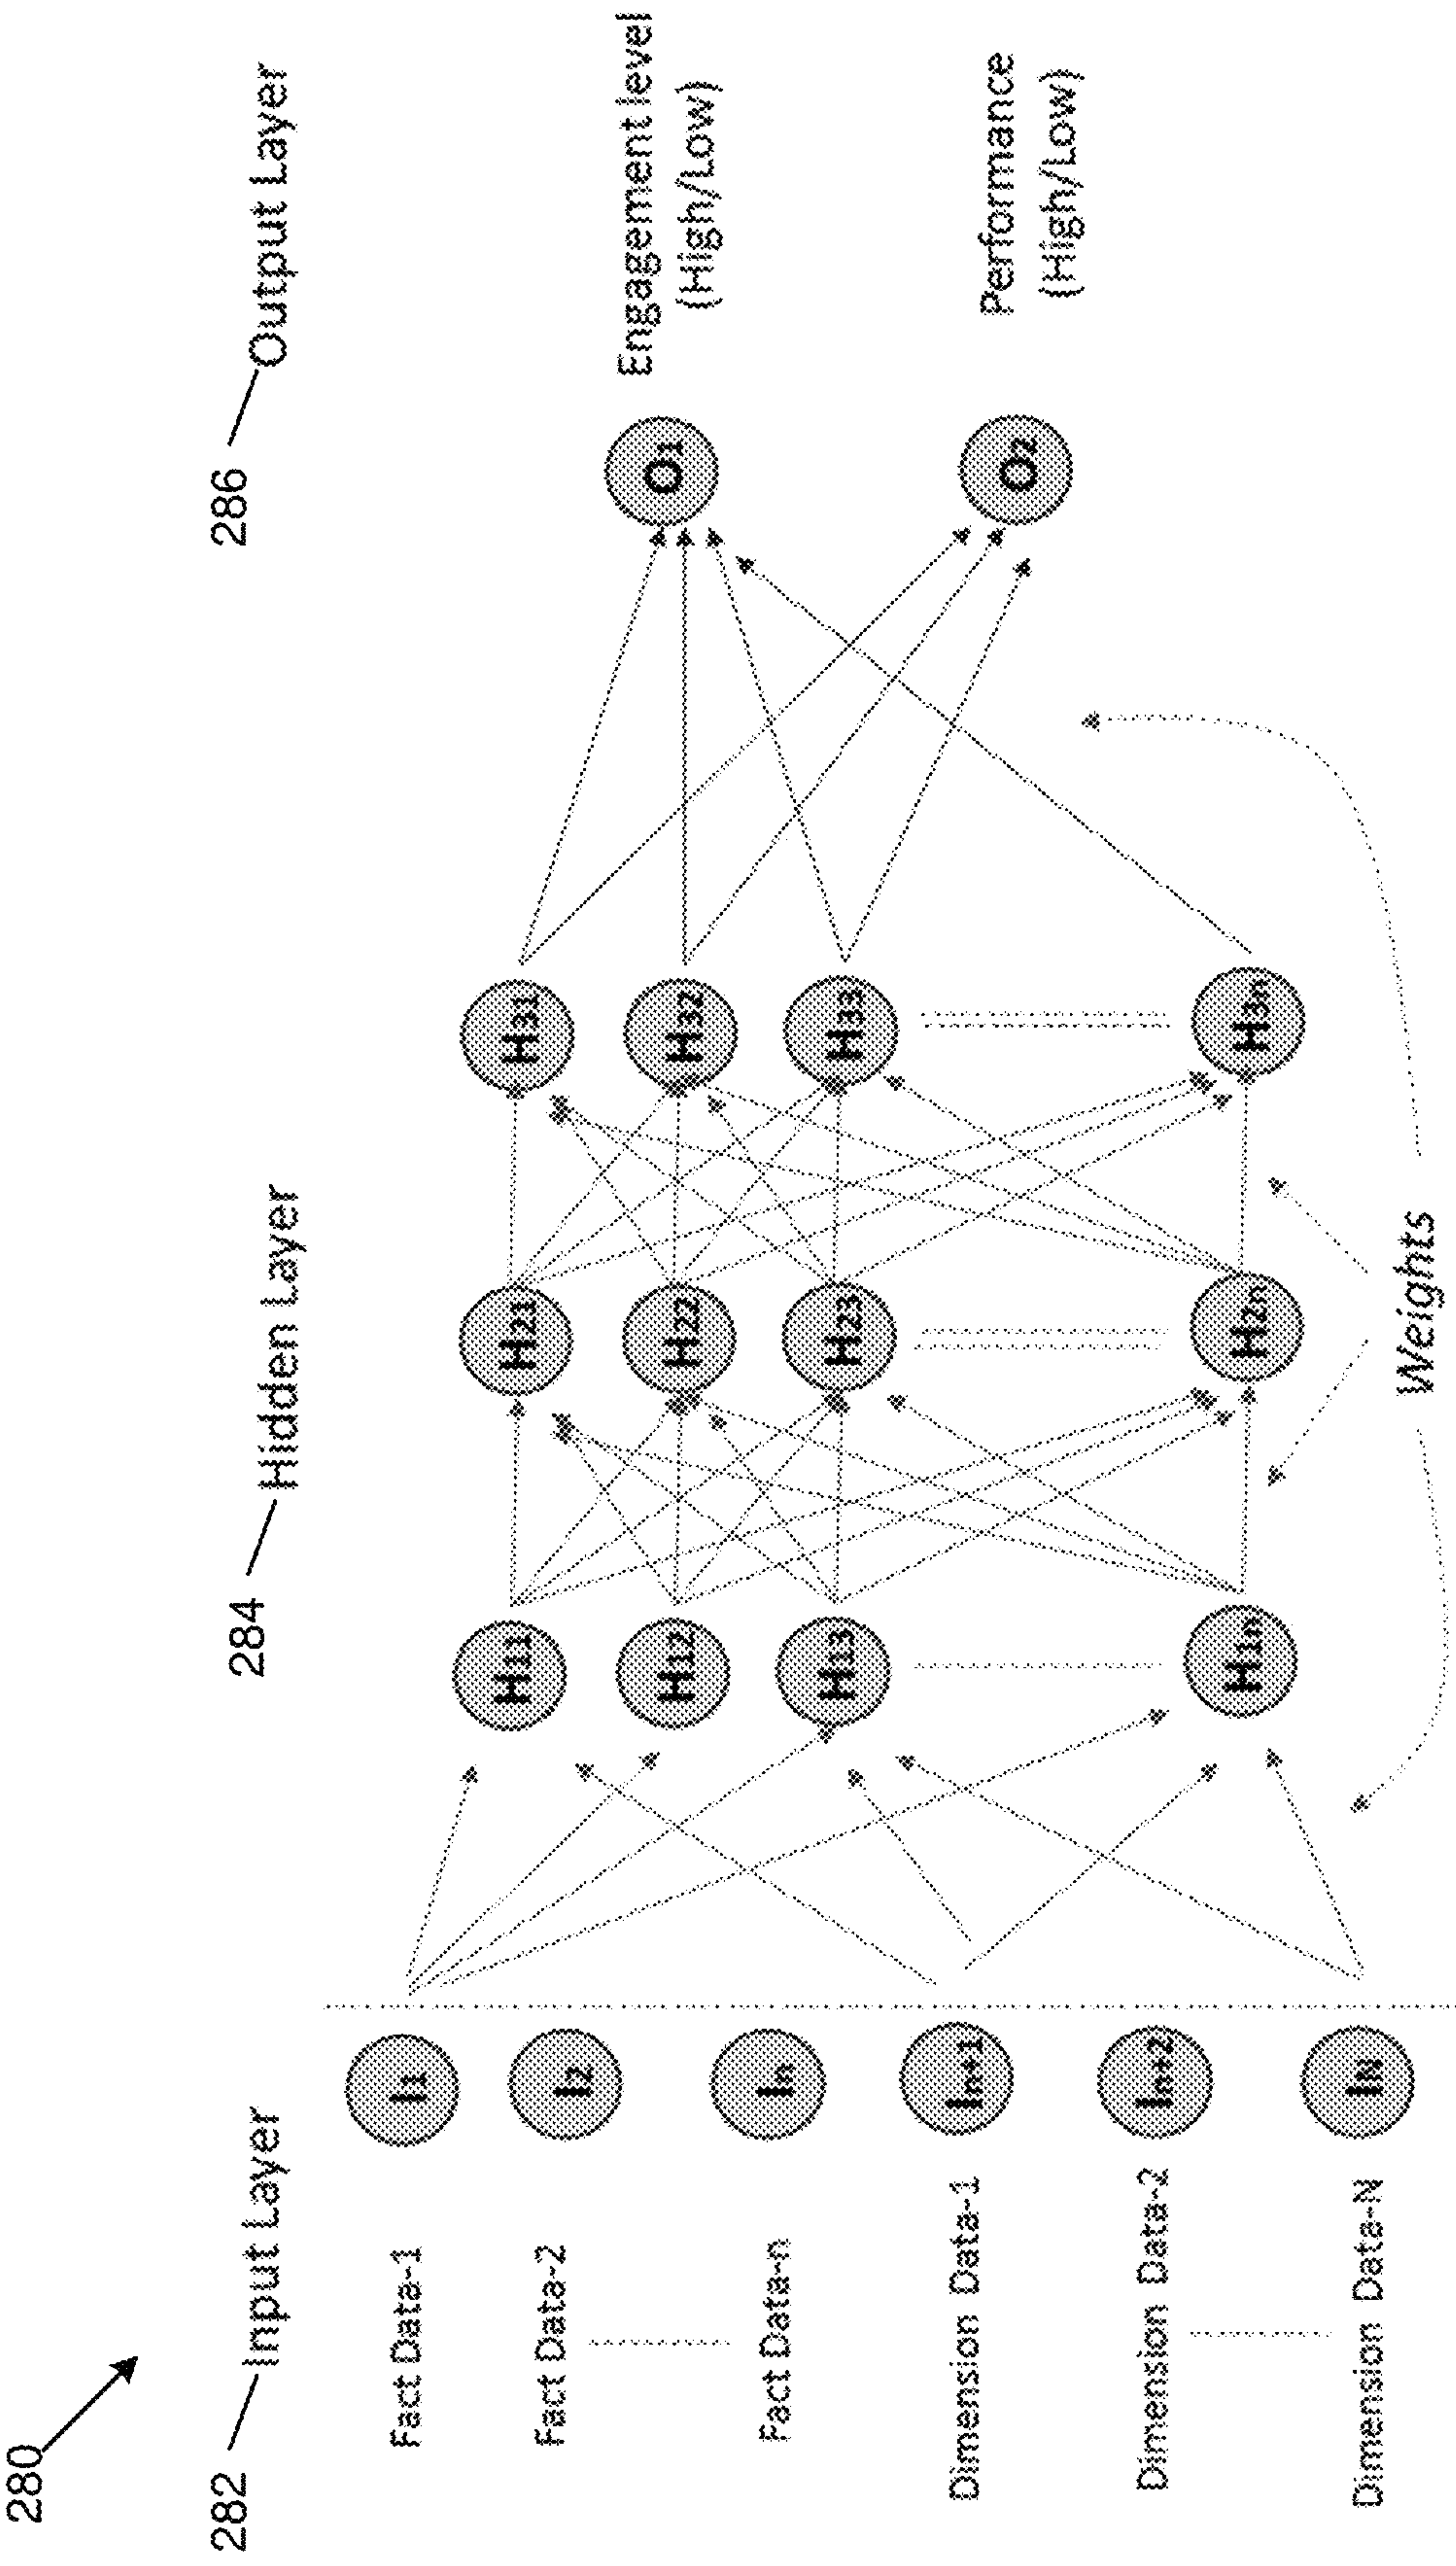 280
282 Input Layer
284 Hidden Layer
286 Output Layer
Fact Data-1
I1
H11
H21
H31
Fact Data-2
I2
H12
H22
H32
O1
Engagement level
(High/Low)
Fact Data-n
In
H13
H23
H33
Dimension Data-1
In+1
O2
Performance
(High/Low)
Dimension Data-2
In+2
H1n
H2n
H3n
Dimension Data-N
IN
Weights